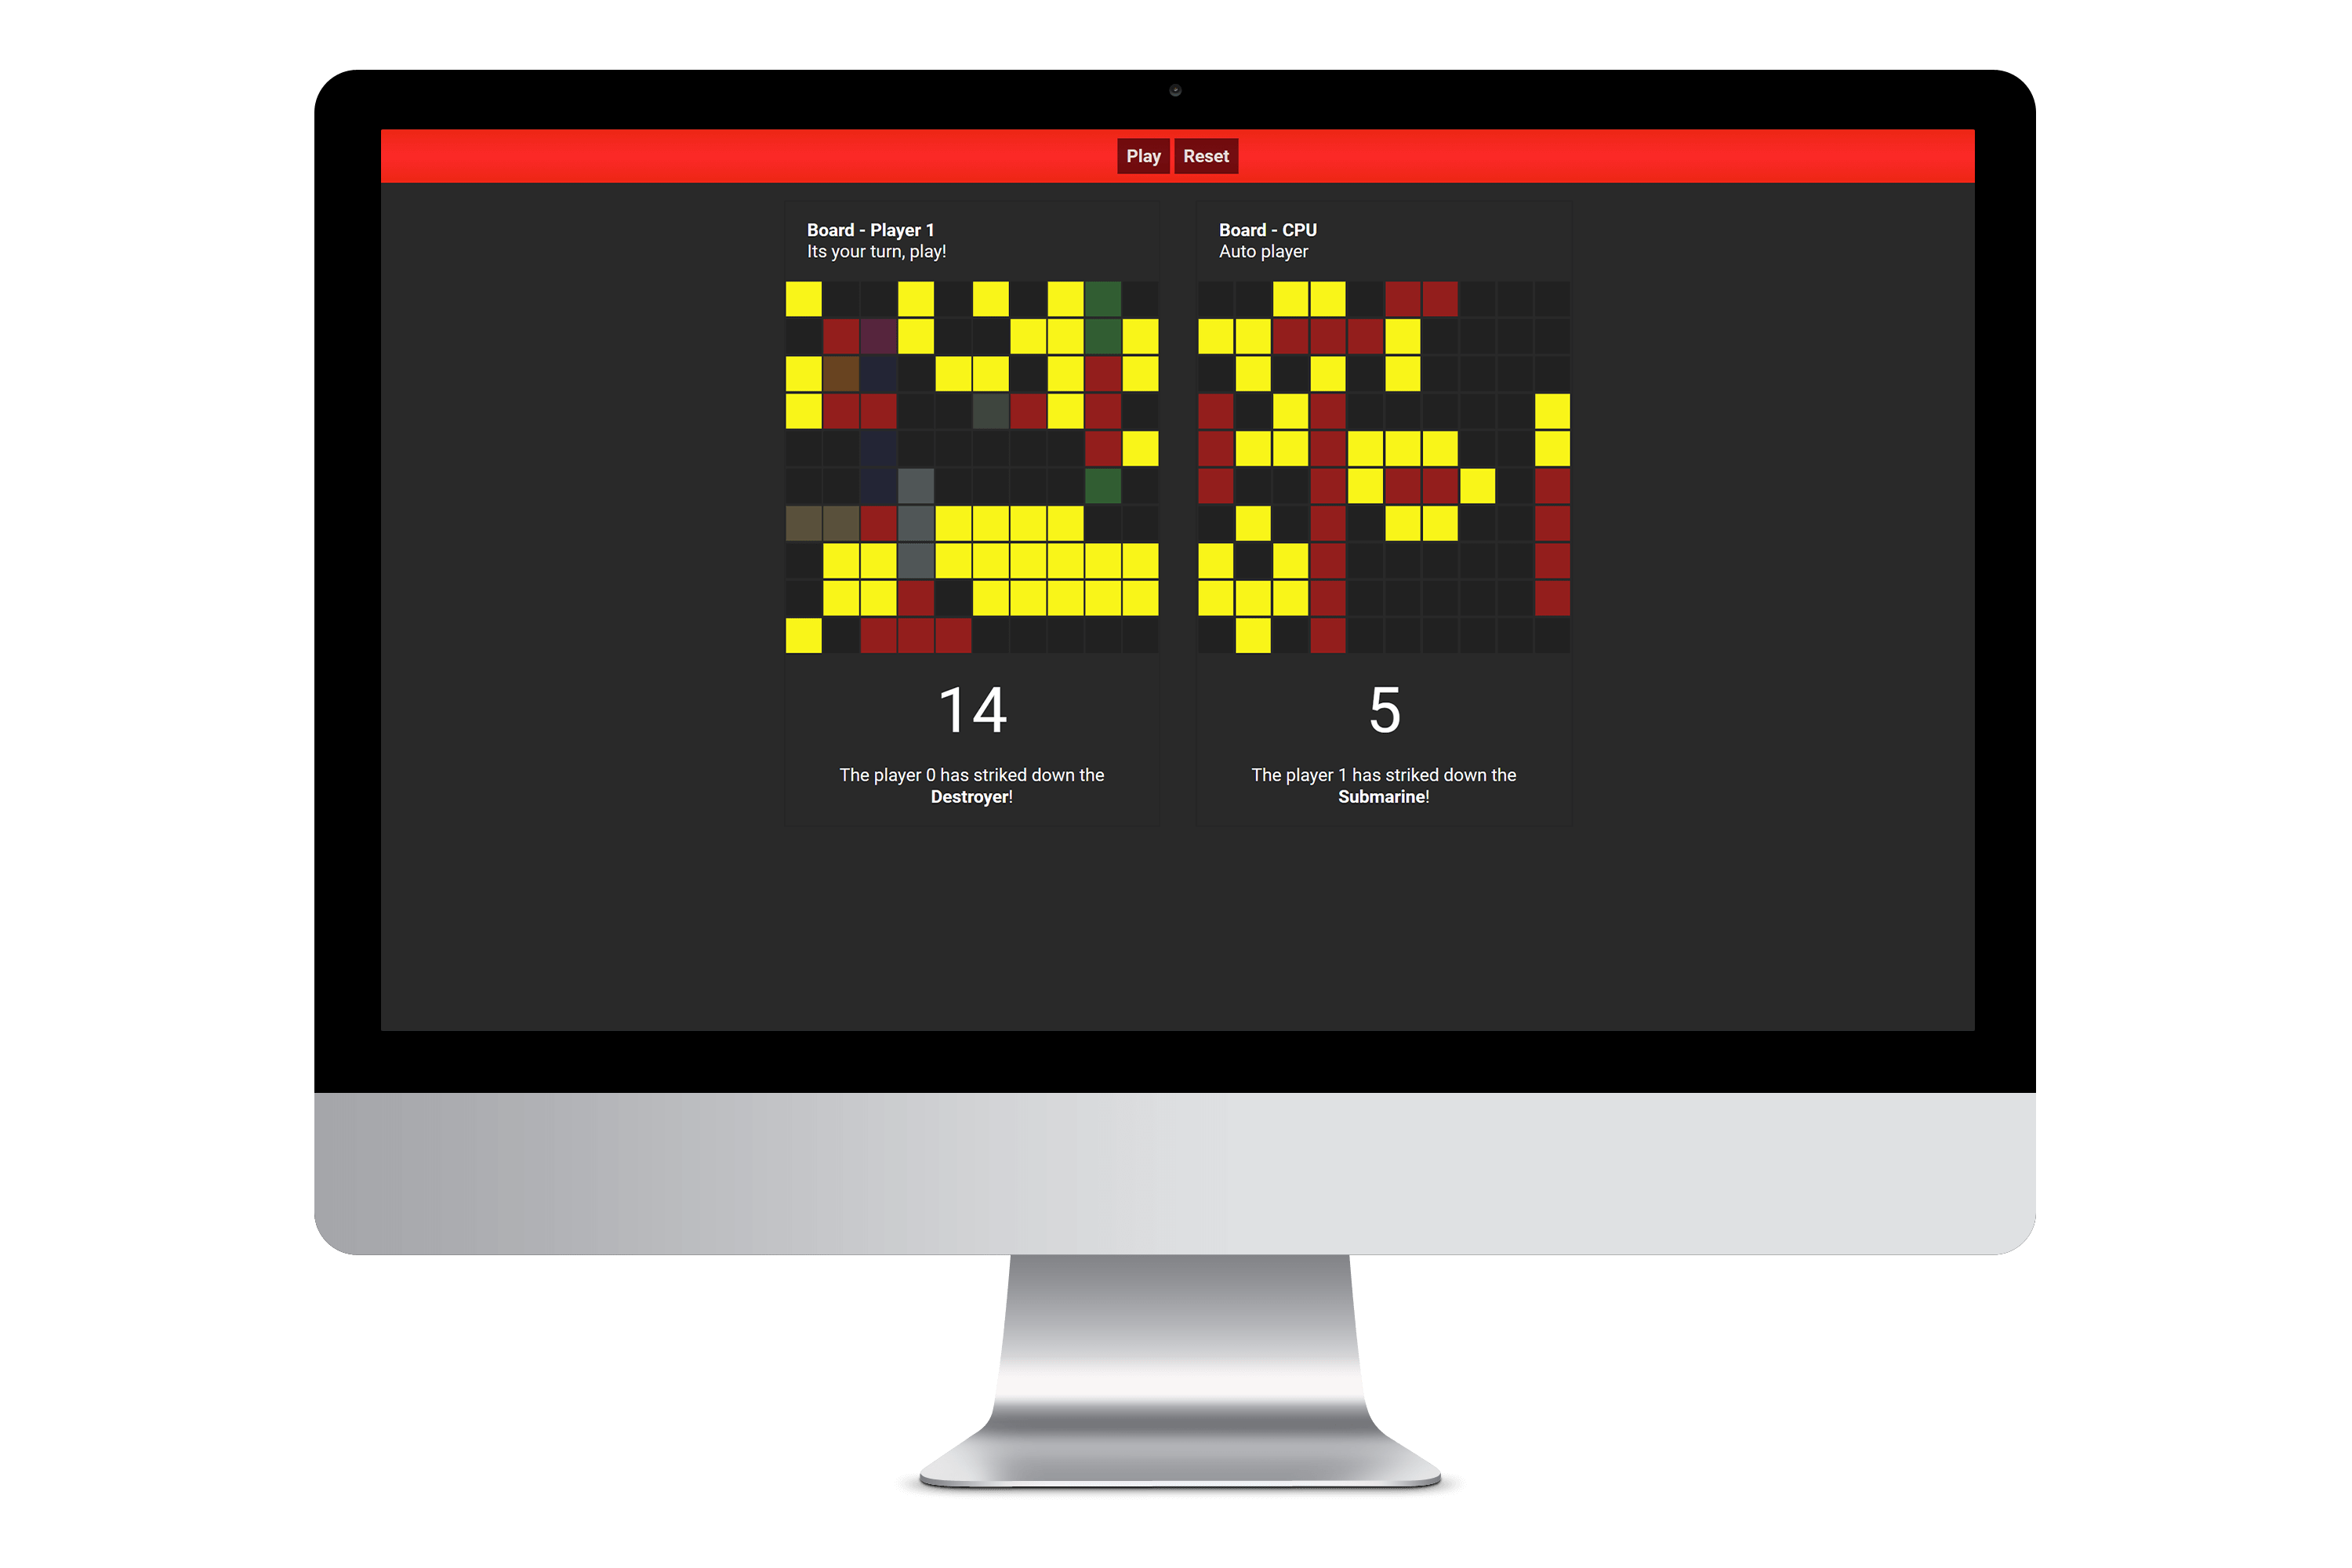 Play Reset
Board - Player 1
Its your turn, play!
Board - CPU
Auto player
14
The player 0 has striked down the
Destroyer!
5
The player 1 has striked down the
Submarine!